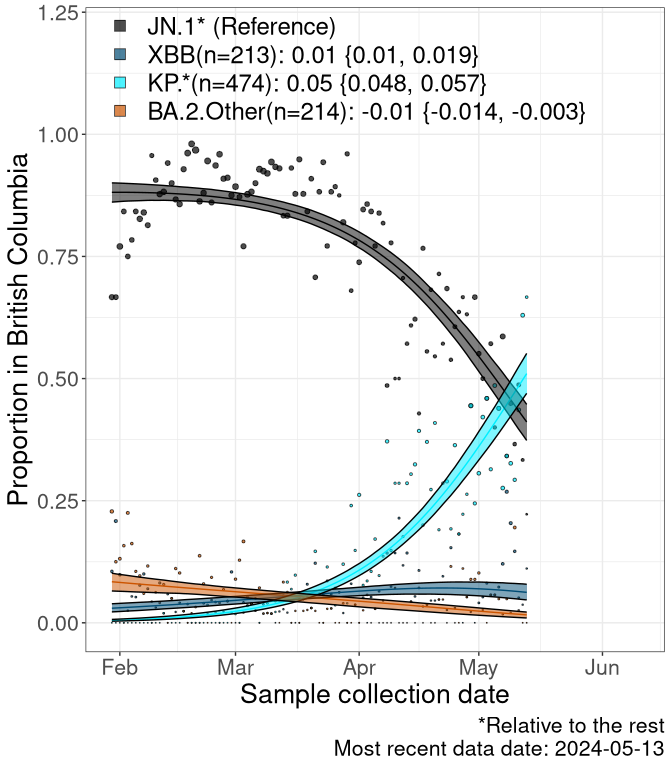 1.25
JN.1* (Reference)
XBB(n=213): 0.01 {0.01, 0.019}
KP.*(n=474): 0.05 {0.048, 0.057}
BA.2.Other(n=214): -0.01 {-0.014, -0.003}
1.00
0.75
0.50
0.25
0.00
Proportion in British Columbia
Feb Mar Apr May Jun
Sample collection date
*Relative to the rest
Most recent data date: 2024-05-13